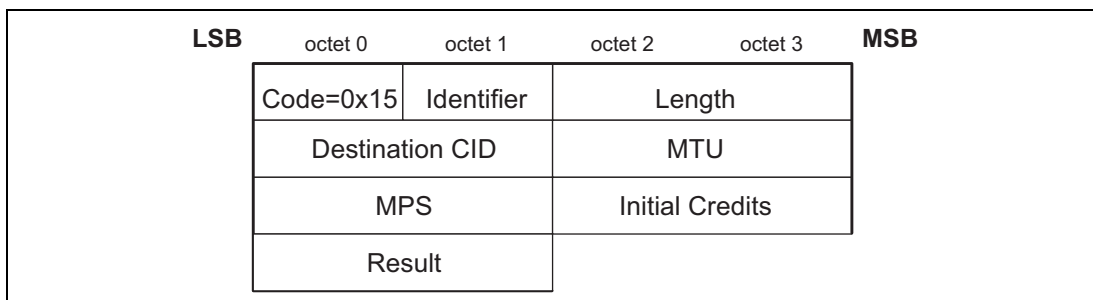 LSB octet 0 octet 1 octet 2 octet 3 MSB
Code=0x15 Identifier Length
Destination CID MTU
MPS Initial Credits
Result